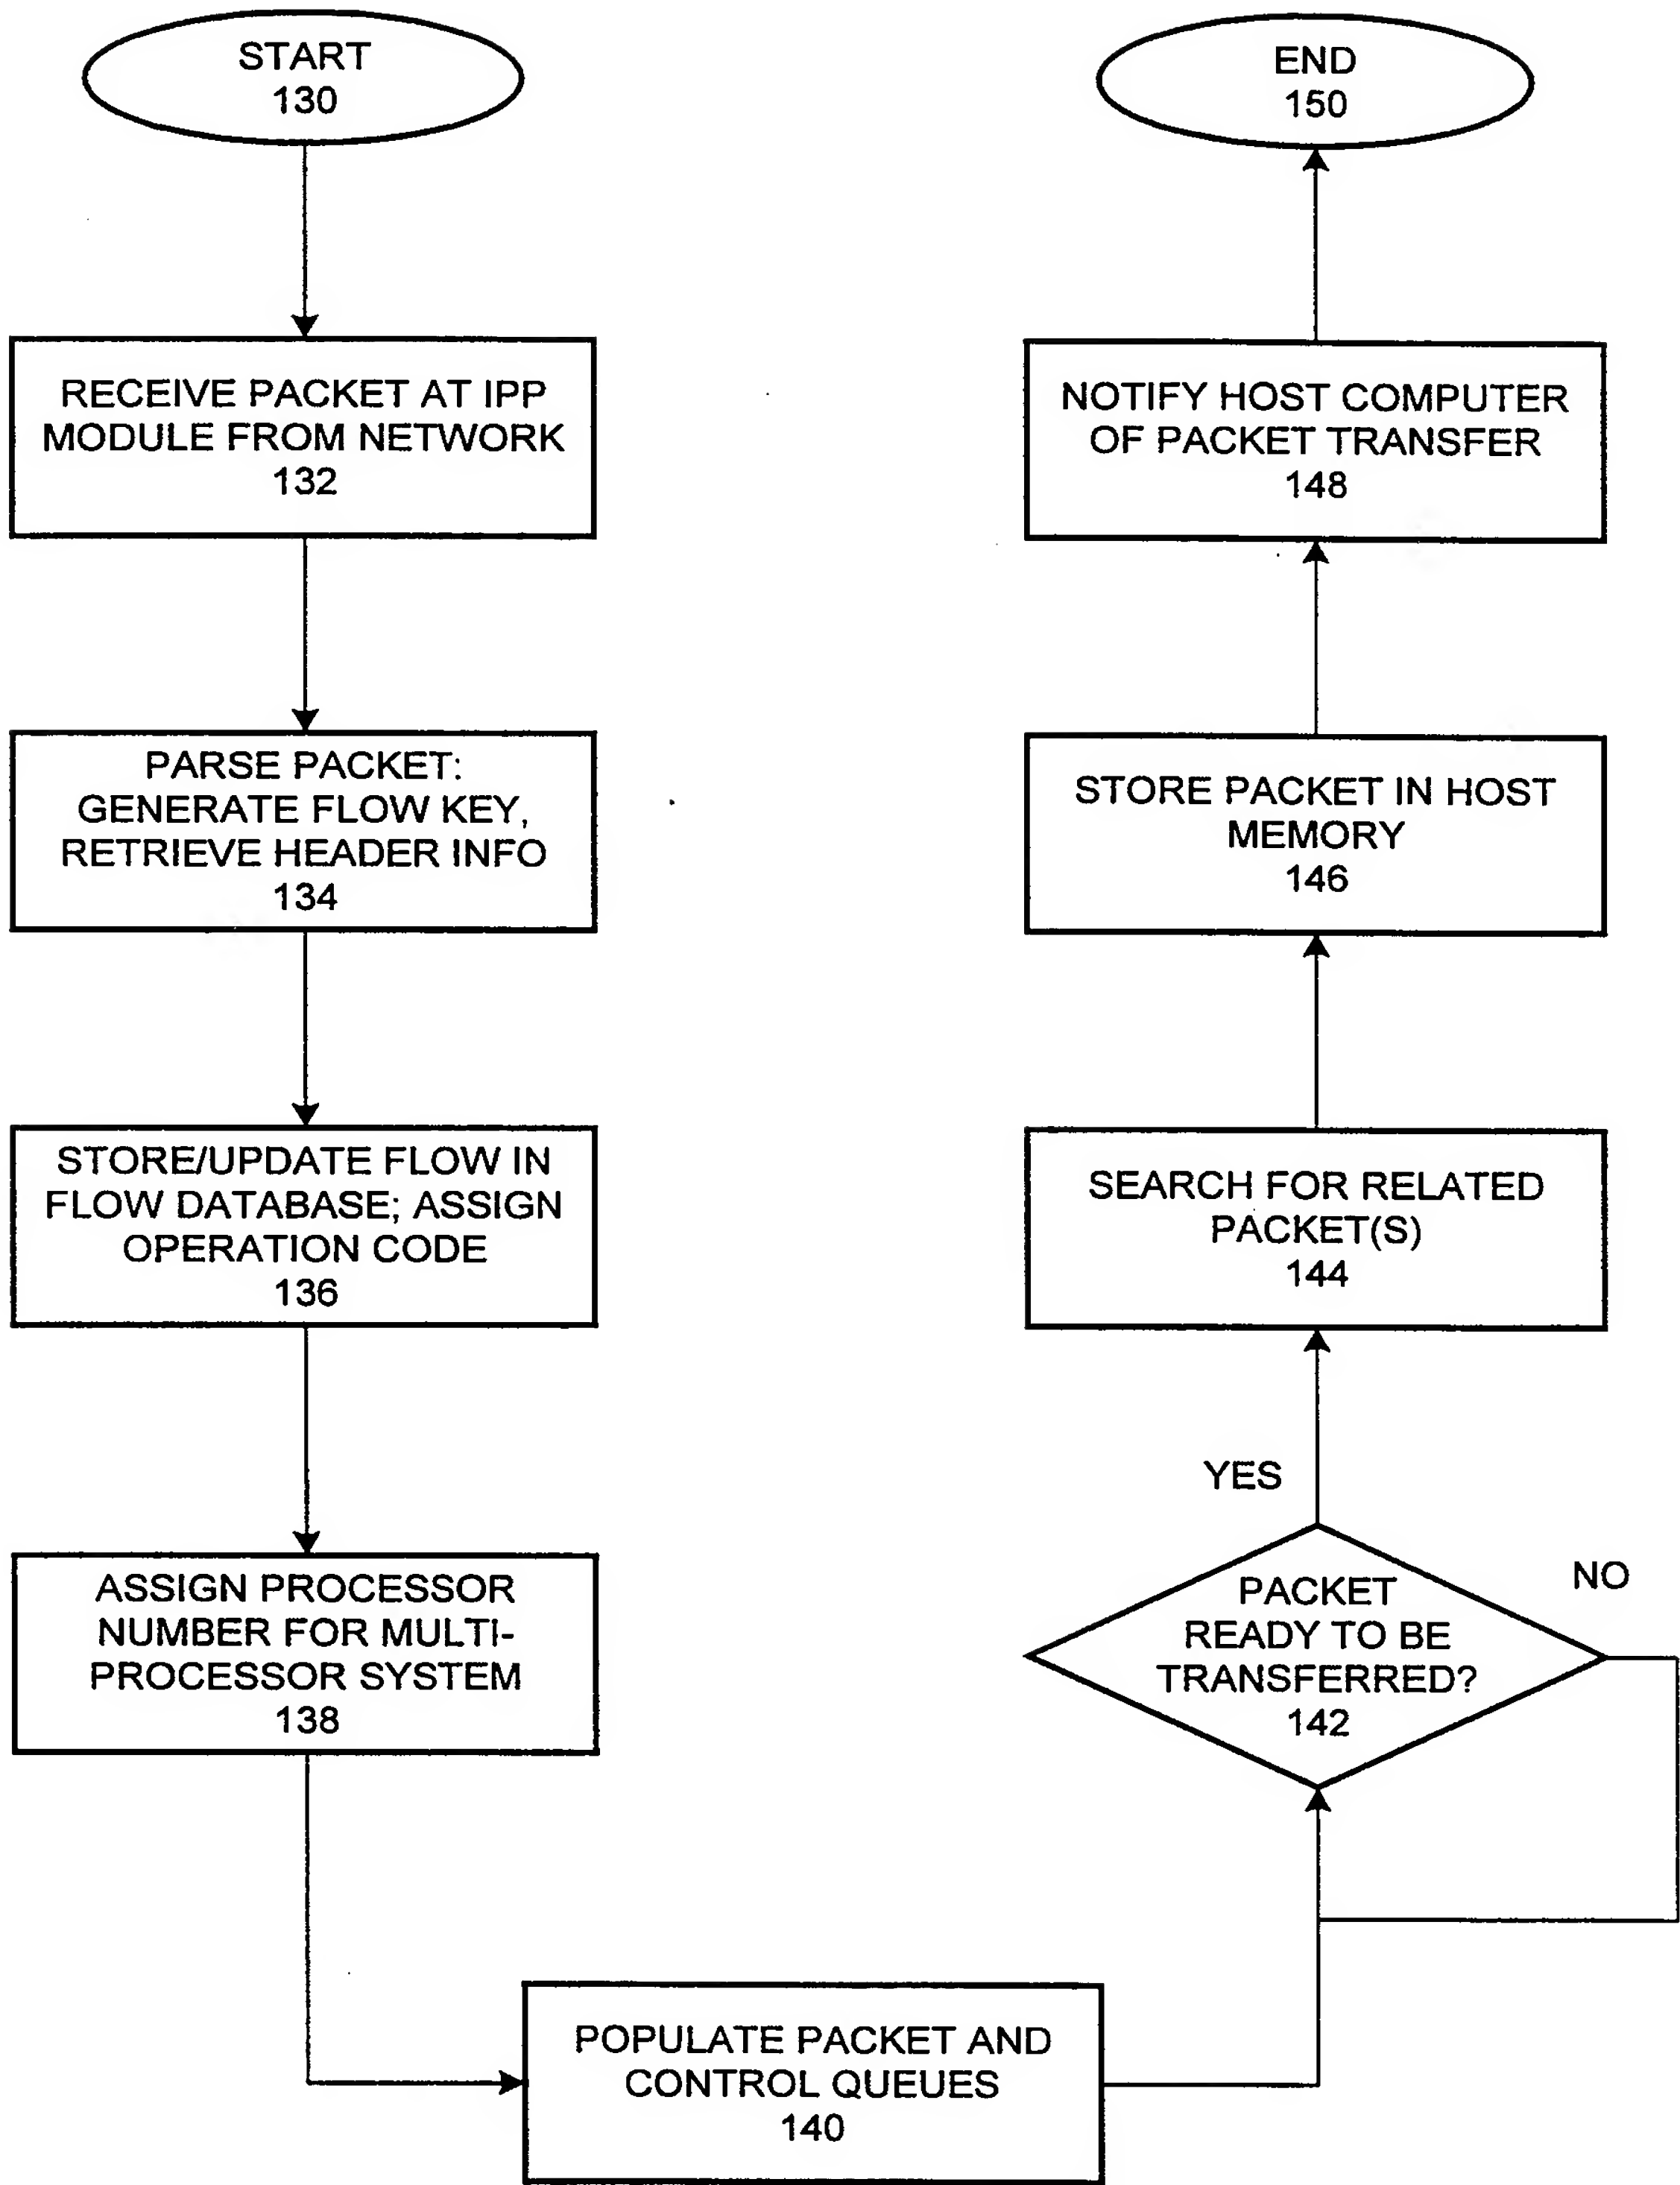 START
130
RECEIVE PACKET AT IPP
MODULE FROM NETWORK
132
PARSE PACKET:
GENERATE FLOW KEY,
RETRIEVE HEADER INFO
134
STORE/UPDATE FLOW IN
FLOW DATABASE; ASSIGN
OPERATION CODE
136
ASSIGN PROCESSOR
NUMBER FOR MULTI-
PROCESSOR SYSTEM
138
POPULATE PACKET AND
CONTROL QUEUES
140
PACKET
READY TO BE
TRANSFERRED?
142
NO
YES
SEARCH FOR RELATED
PACKET(S)
144
STORE PACKET IN HOST
MEMORY
146
NOTIFY HOST COMPUTER
OF PACKET TRANSFER
148
END
150